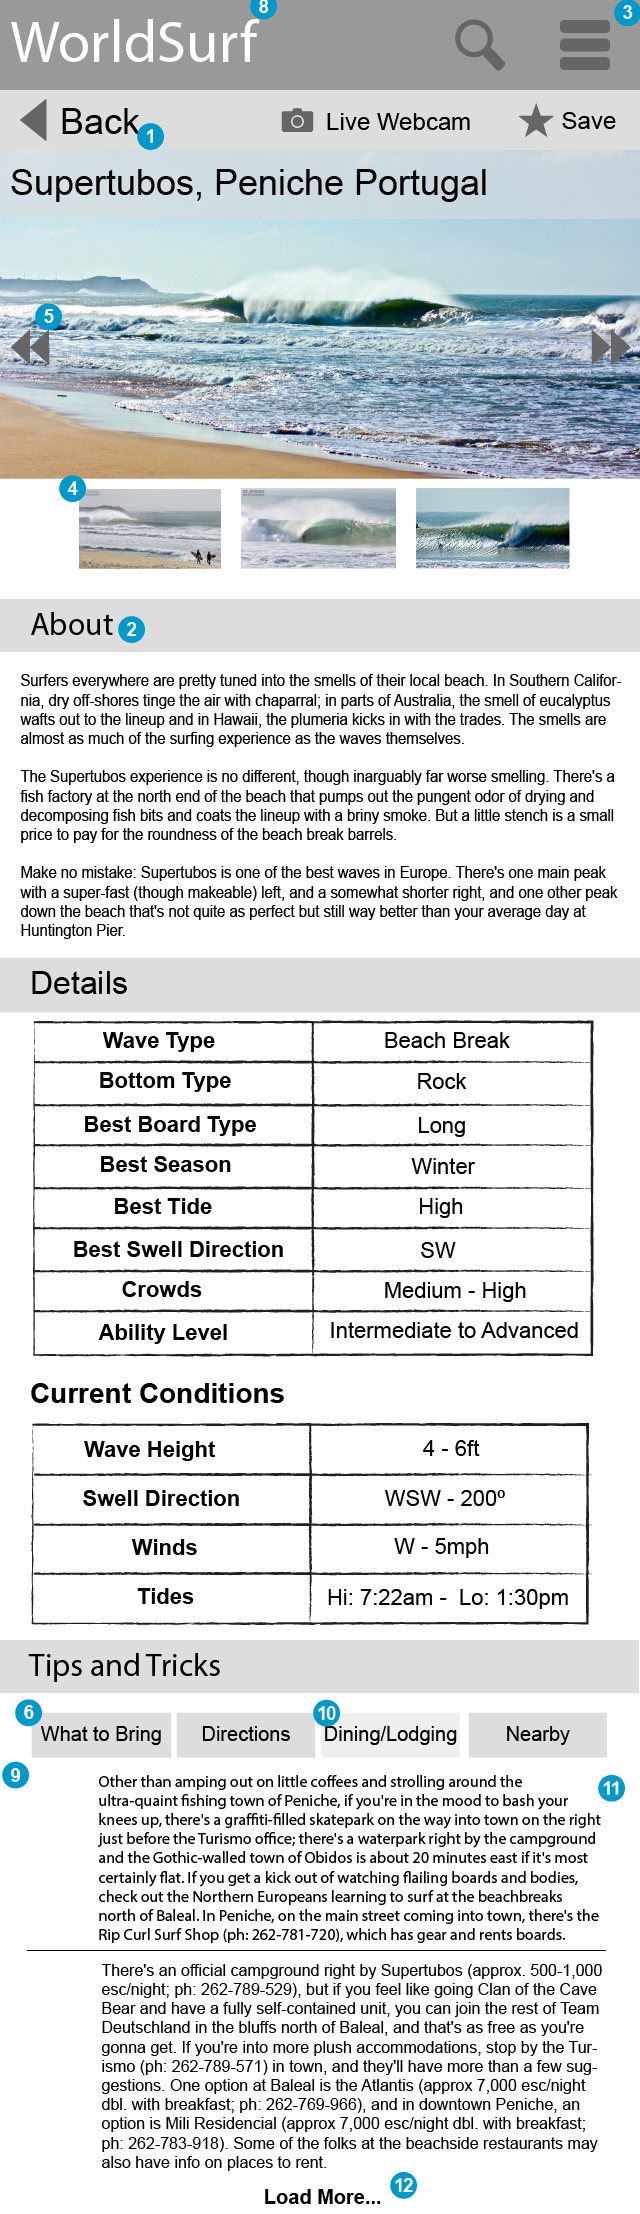 8
3
WorldSurf
Back
1
Live Webcam
Save
Supertubos, Peniche Portugal
5
4
About
2
Surfers everywhere are pretty tuned into the smells of their local beach. In Southern Califor-
nia, dry off-shores tinge the air with chaparral; in parts of Australia, the smell of eucalyptus
wafts out to the lineup and in Hawaii, the plumeria kicks in with the trades. The smells are
almost as much of the surfing experience as the waves themselves.
The Supertubos experience is no different, though inarguably far worse smelling. There's a
fish factory at the north end of the beach that pumps out the pungent odor of drying and
decomposing fish bits and coats the lineup with a briny smoke. But a little stench is a small
price to pay for the roundness of the beach break barrels.
Make no mistake: Supertubos is one of the best waves in Europe. There's one main peak
with a super-fast (though makeable) left, and a somewhat shorter right, and one other peak
down the beach that's not quite as perfect but still way better than your average day at
Huntington Pier.
Details
Wave Type Beach Break
Bottom Type Rock
Best Board Type Long
Best Season Winter
Best Tide High
Best Swell Direction SW
Crowds Medium - High
Ability Level Intermediate to Advanced
Current Conditions
Wave Height 4 - 6ft
Swell Direction WSW - 200º
Winds W - 5mph
Tides Hi: 7:22am - Lo: 1:30pm
Tips and Tricks
6
10
What to Bring
Directions
Dining/Lodging
Nearby
9
11
Other than amping out on little coffees and strolling around the
ultra-quaint fishing town of Peniche, if you're in the mood to bash your
knees up, there's a graffiti-filled skatepark on the way into town on the right
just before the Turismo office; there's a waterpark right by the campground
and the Gothic-walled town of Obidos is about 20 minutes east if it's most
certainly flat. If you get a kick out of watching flailing boards and bodies,
check out the Northern Europeans learning to surf at the beachbreaks
north of Baleal. In Peniche, on the main street coming into town, there's the
Rip Curl Surf Shop (ph: 262-781-720), which has gear and rents boards.
There's an official campground right by Supertubos (approx. 500-1,000
esc/night; ph: 262-789-529), but if you feel like going Clan of the Cave
Bear and have a fully self-contained unit, you can join the rest of Team
Deutschland in the bluffs north of Baleal, and that's as free as you're
gonna get. If you're into more plush accommodations, stop by the Tur-
ismo (ph: 262-789-571) in town, and they'll have more than a few sug-
gestions. One option at Baleal is the Atlantis (approx 7,000 esc/night
dbl. with breakfast; ph: 262-769-966), and in downtown Peniche, an
option is Mili Residencial (approx 7,000 esc/night dbl. with breakfast;
ph: 262-783-918). Some of the folks at the beachside restaurants may
also have info on places to rent.
Load More...
12